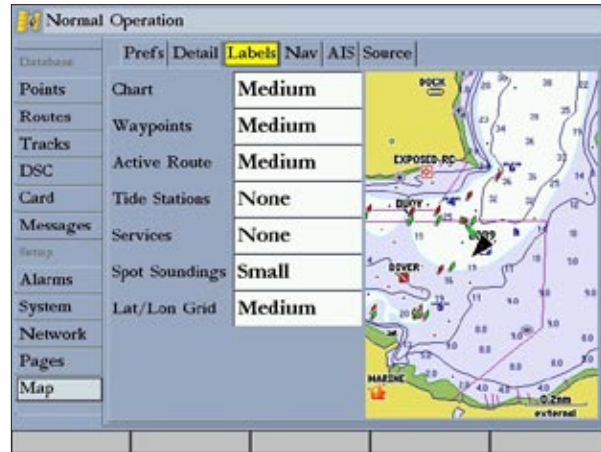 Normal Operation
Database
Points
Routes
Tracks
DSC
Card
Messages
Setup
Alarms
System
Network
Pages
Map
Prefs Detail Labels Nav AIS Source
Chart Medium
Waypoints Medium
Active Route Medium
Tide Stations None
Services None
Spot Soundings Small
Lat/Lon Grid Medium
DOCK
EXPOSED-RC
BUOY
DIVER
MARINE
0.2nm
external